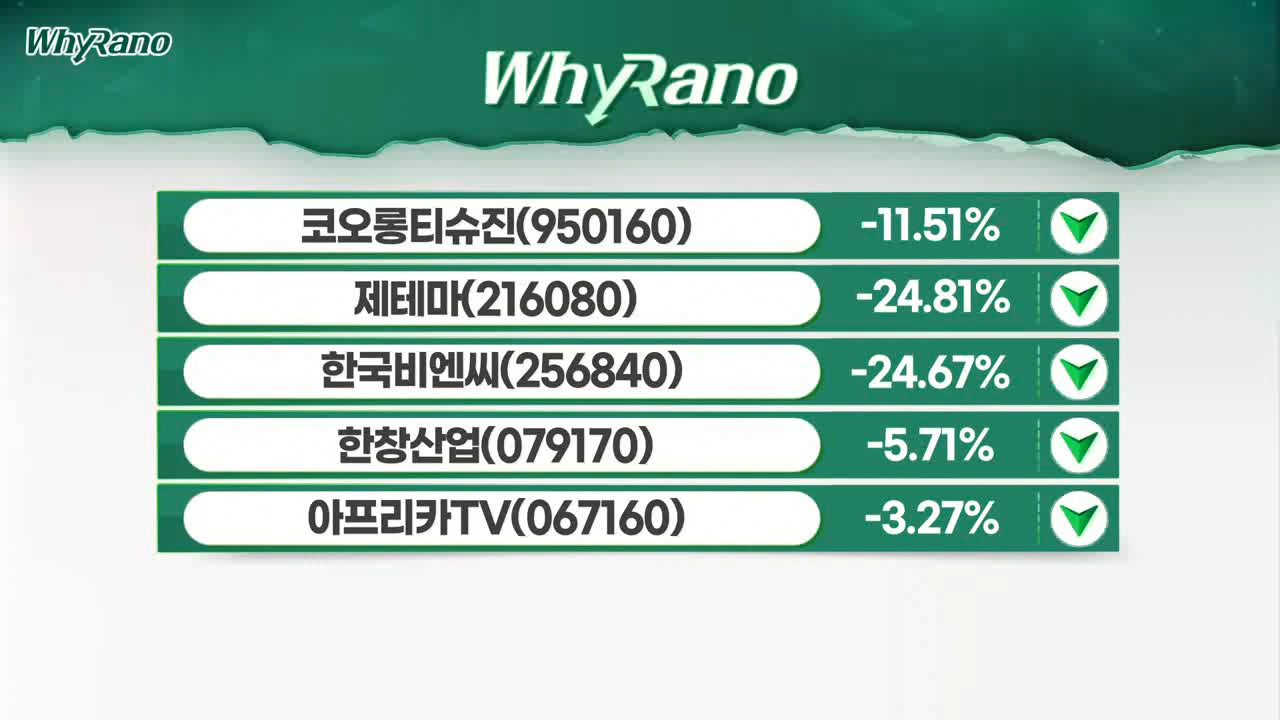 WhyRano
WhyRano
코오롱티슈진(950160) -11.51%
제테마(216080) -24.81%
한국비엔씨(256840) -24.67%
한창산업(079170) -5.71%
아프리카TV(067160) -3.27%